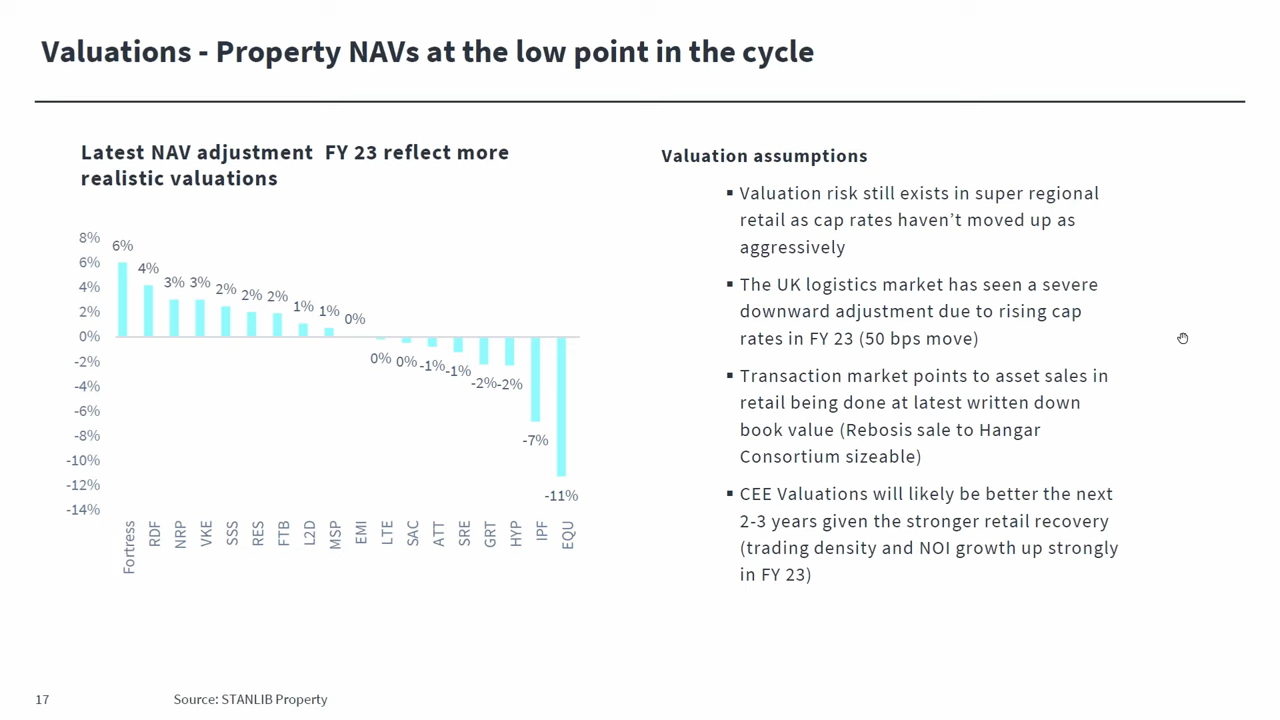 Valuations - Property NAVs at the low point in the cycle
Latest NAV adjustment FY 23 reflect more
realistic valuations
8%
6%
4%
2%
0%
-2%
-4%
-6%
-8%
-10%
-12%
-14%
6%
4%
3%
3%
2%
2%
2%
1%
1%
0%
0%
0%
-1%
-1%
-2%
-2%
-7%
-11%
Fortress
RDF
NRP
VKE
SSS
RES
FTB
L2D
MSP
EMI
LTE
SAC
ATT
SRE
GRT
HYP
IPF
EQU
Valuation assumptions
▪ Valuation risk still exists in super regional
retail as cap rates haven’t moved up as
aggressively
▪ The UK logistics market has seen a severe
downward adjustment due to rising cap
rates in FY 23 (50 bps move)
▪ Transaction market points to asset sales in
retail being done at latest written down
book value (Rebosis sale to Hangar
Consortium sizeable)
▪ CEE Valuations will likely be better the next
2-3 years given the stronger retail recovery
(trading density and NOI growth up strongly
in FY 23)
17
Source: STANLIB Property